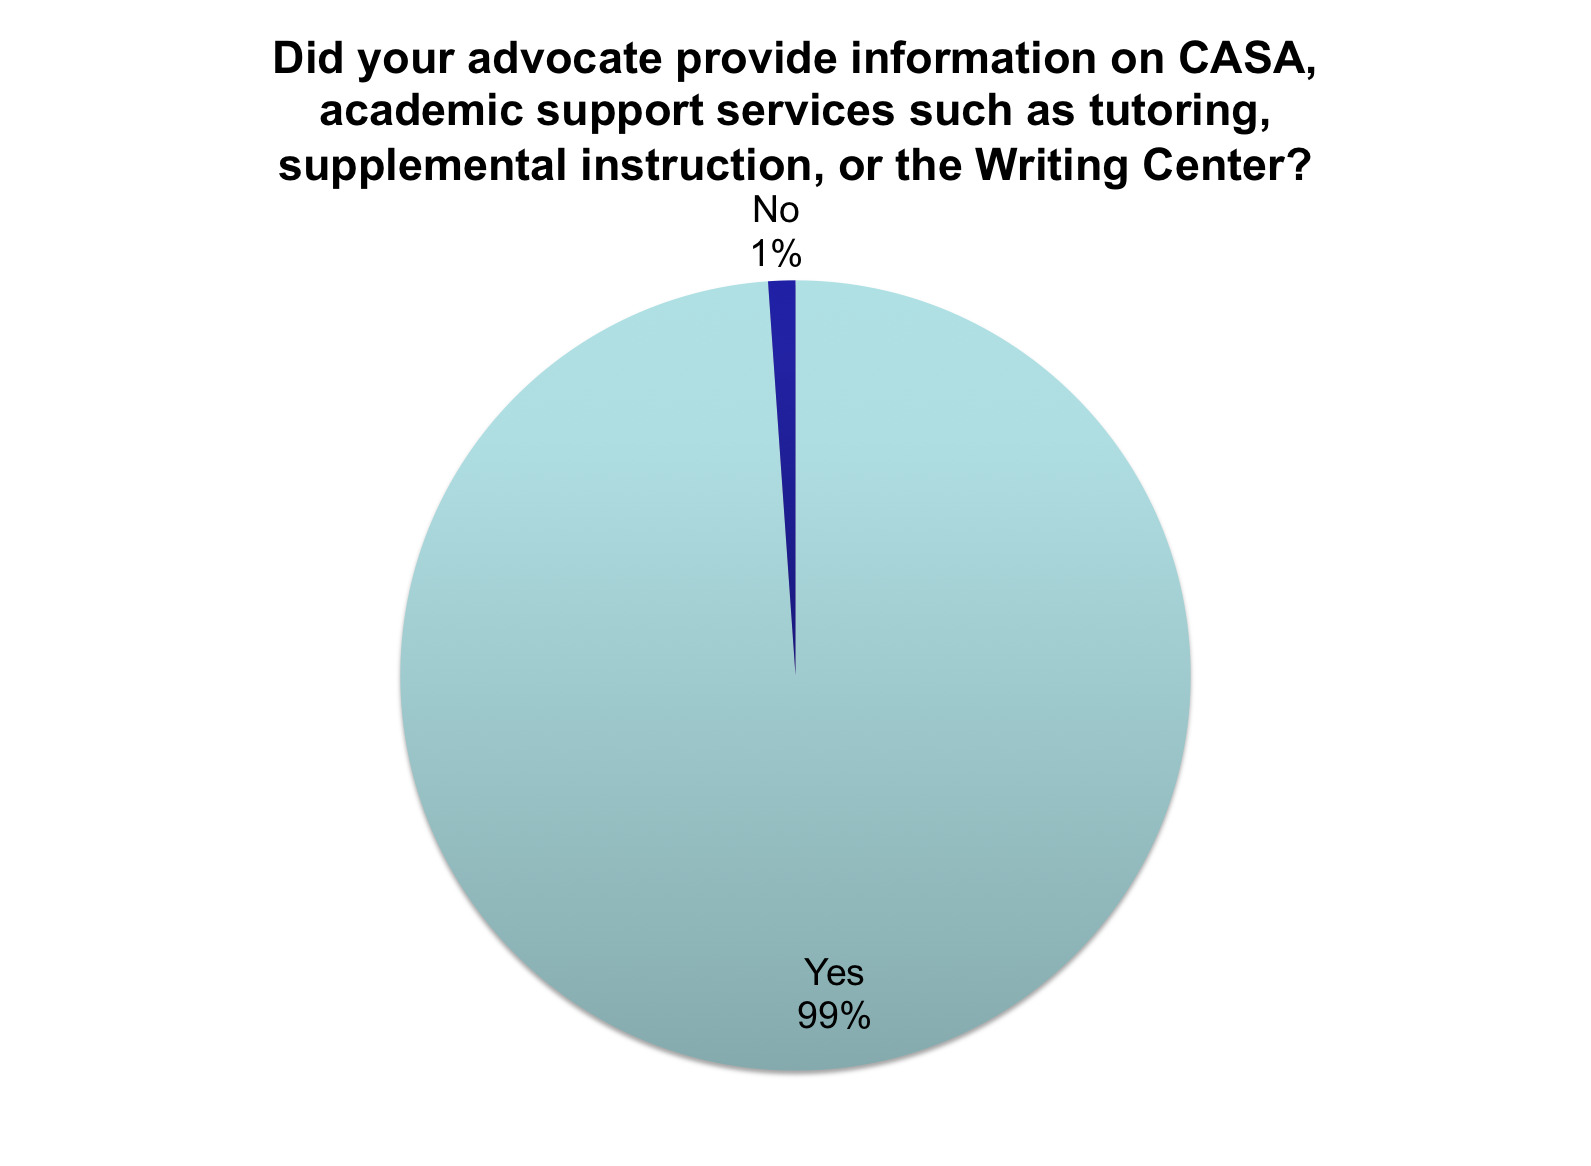 Did your advocate provide information on CASA,
academic support services such as tutoring,
supplemental instruction, or the Writing Center?
No
1%
Yes
99%